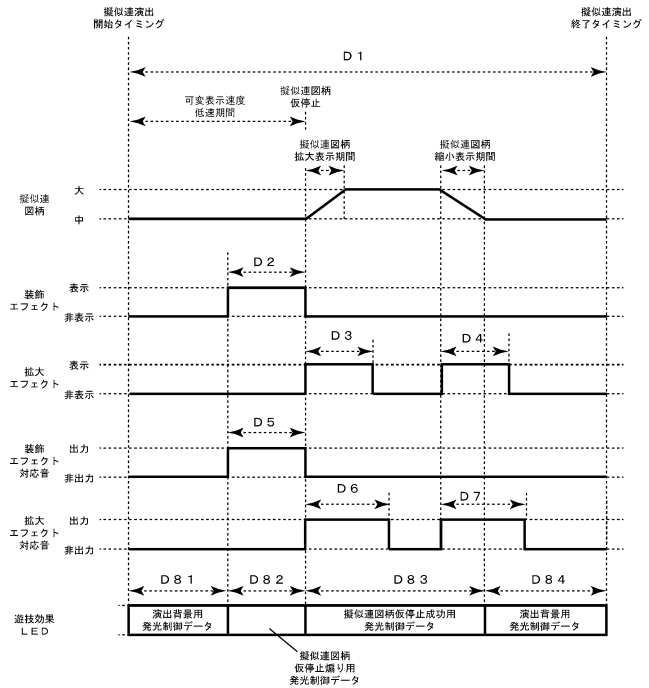 擬似連演出
開始タイミング
擬似連演出
終了タイミング
Ｄ１
可変表示速度
低速期間
擬似連図柄
仮停止
擬似連図柄
拡大表示期間
擬似連図柄
縮小表示期間
擬似連
図柄
大
中
Ｄ２
装飾
エフェクト
表示
非表示
Ｄ３
Ｄ４
拡大
エフェクト
表示
非表示
Ｄ５
装飾
エフェクト
対応音
出力
非出力
Ｄ６
Ｄ７
拡大
エフェクト
対応音
出力
非出力
Ｄ８１
Ｄ８２
Ｄ８３
Ｄ８４
遊技効果
ＬＥＤ
演出背景用
発光制御データ
擬似連図柄仮停止成功用
発光制御データ
演出背景用
発光制御データ
擬似連図柄
仮停止煽り用
発光制御データ